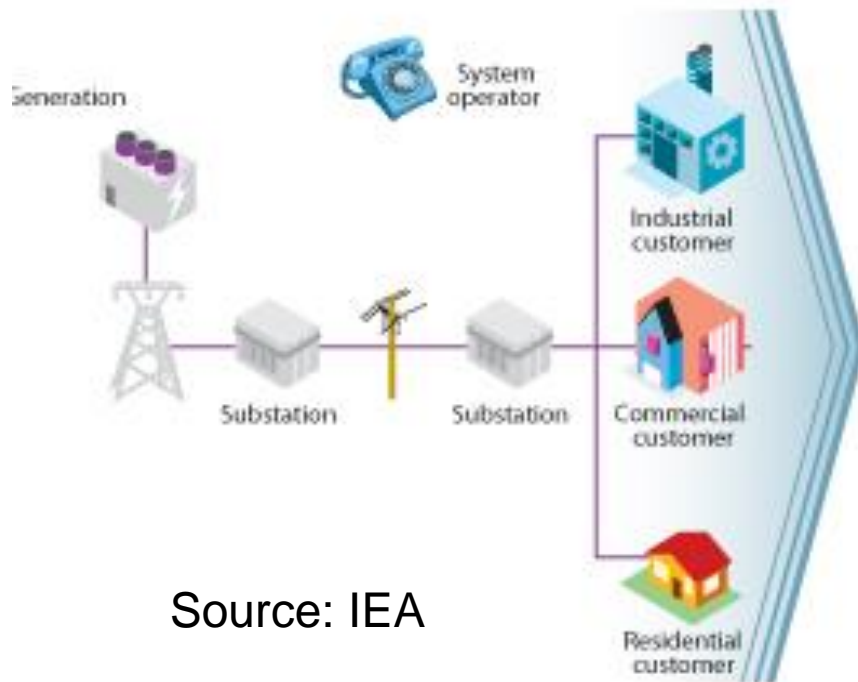 System
operator
Generation
Industrial
customer
Substation
Substation
Commercial
customer
Source: IEA
Residential
customer